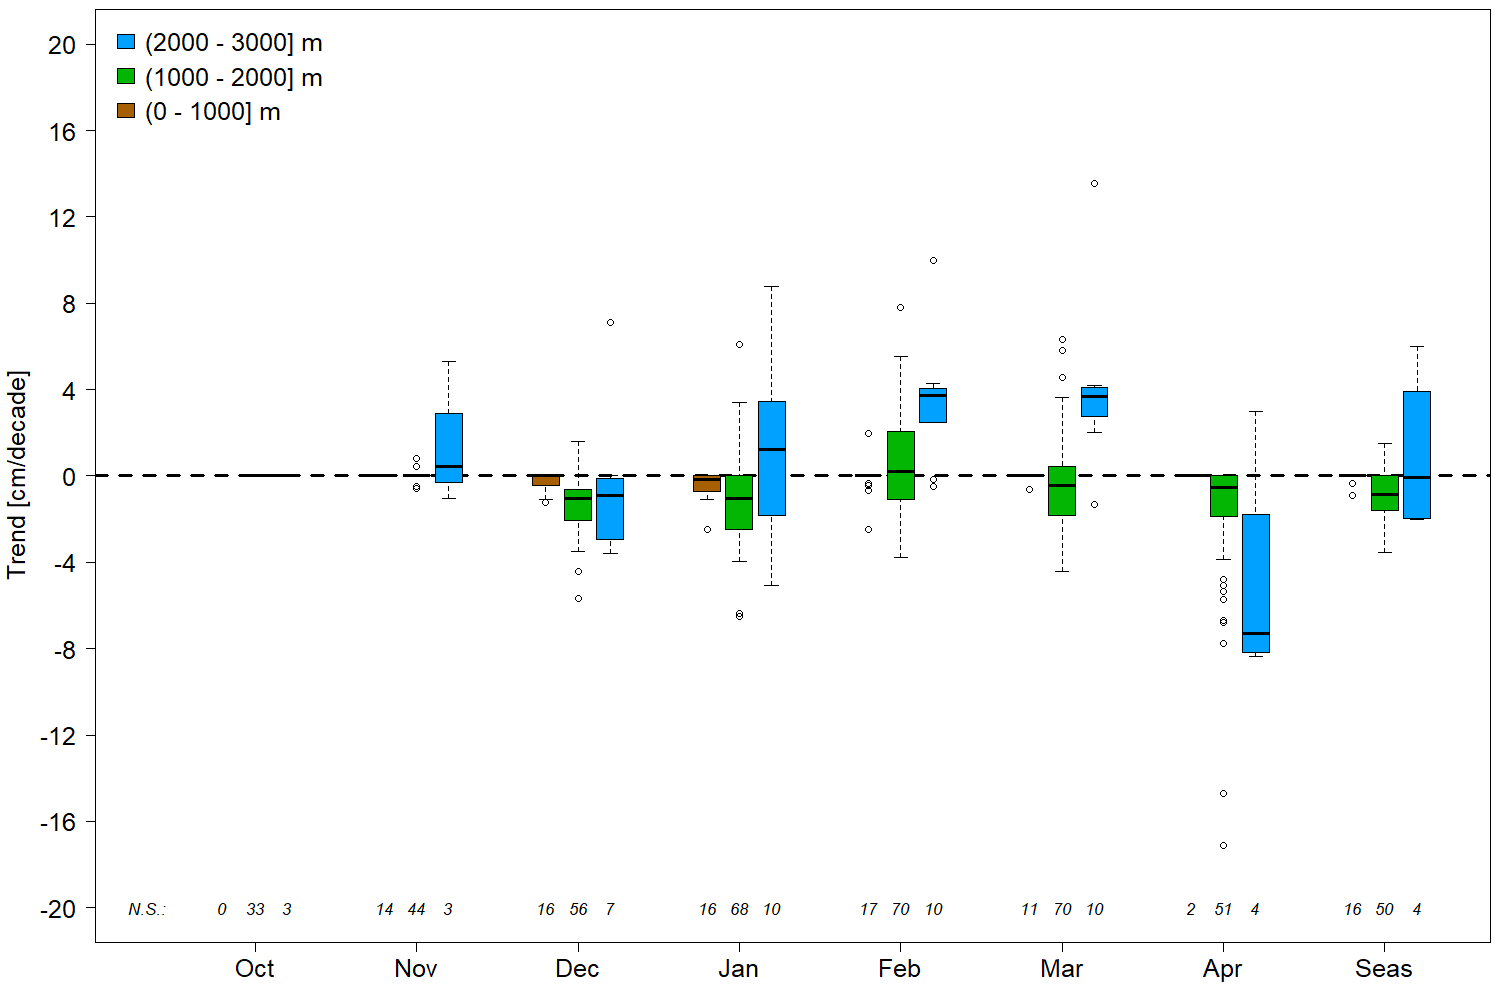 (2000 - 3000] m
(1000 - 2000] m
(0 - 1000] m
Trend [cm/decade]
20
16
12
8
4
0
-4
-8
-12
-16
-20
N.S.: 0 33 3 14 44 3 16 56 7 16 68 10 17 70 10 11 70 10 2 51 4 16 50 4
Oct Nov Dec Jan Feb Mar Apr Seas